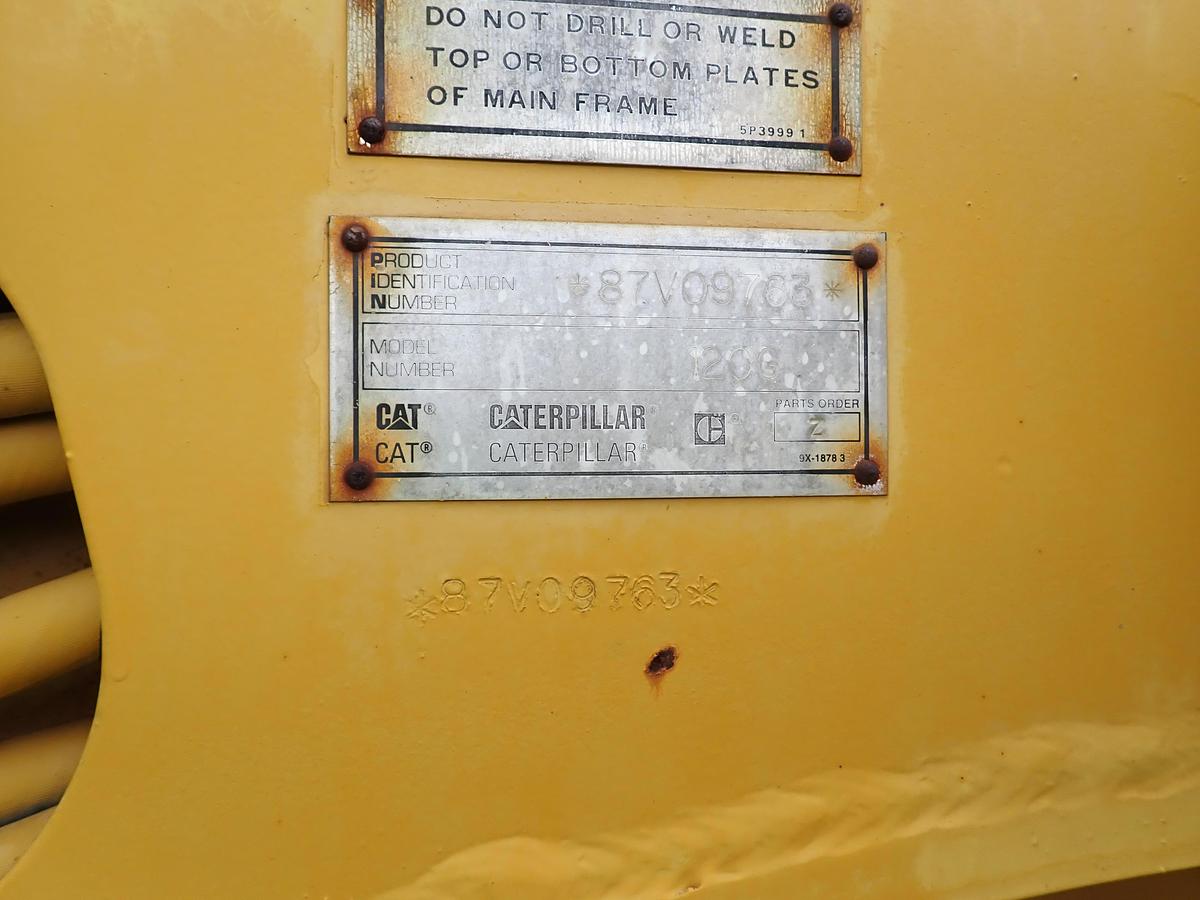 DO NOT DRILL OR WELD
TOP OR BOTTOM PLATES
OF MAIN FRAME
5P3999 1
PRODUCT
IDENTIFICATION
NUMBER
*87V09763*
MODEL
NUMBER
120G
CAT® CATERPILLAR® ®
PARTS ORDER
Z
CAT® CATERPILLAR®
9X-1878 3
*87V09763*